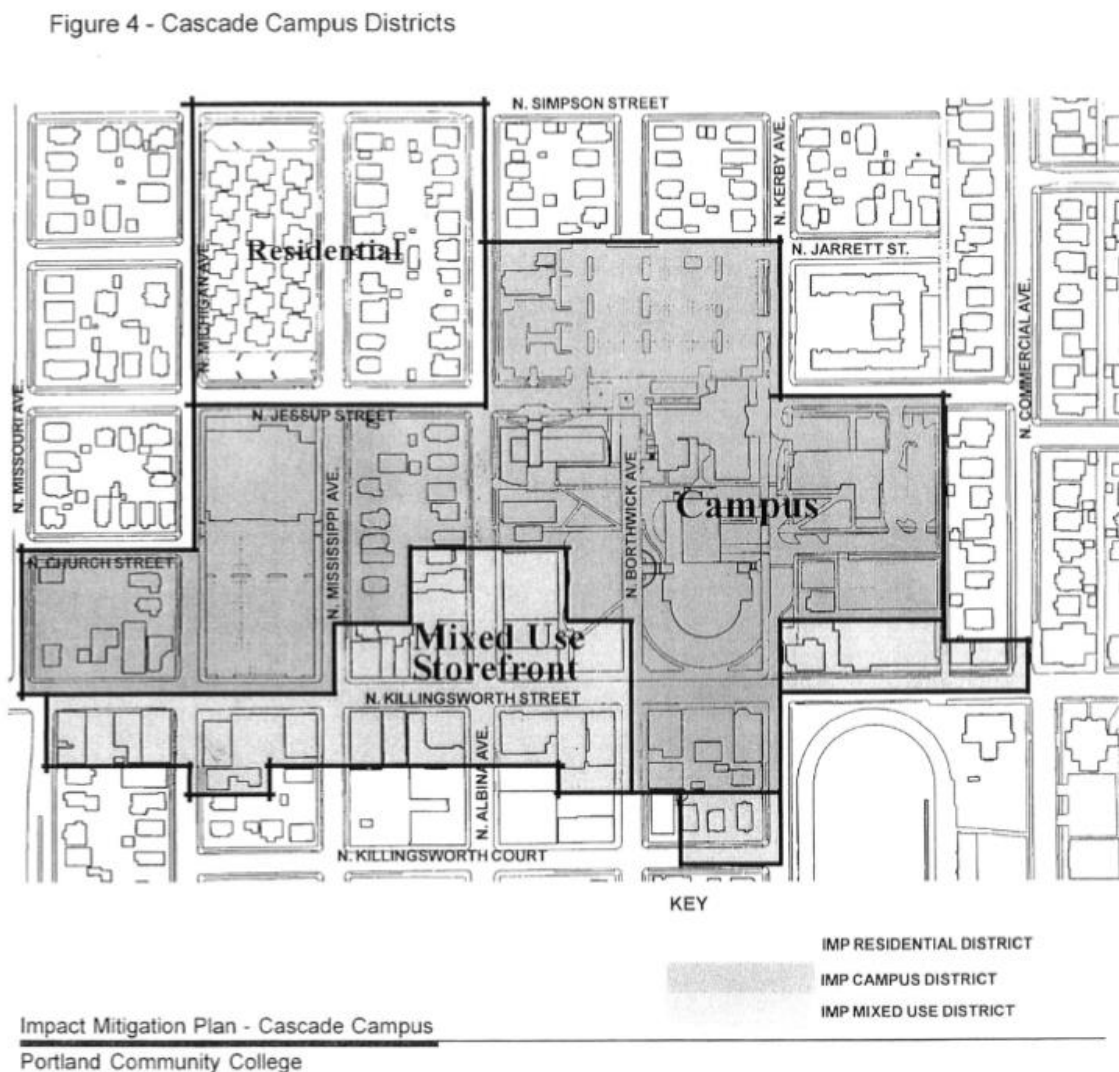 Figure 4 - Cascade Campus Districts
N. SIMPSON STREET
N. KERBY AVE.
N. JARRETT ST.
Residential
N. MICHIGAN AVE.
N. COMMERCIAL AVE.
N. MISSOURI AVE.
N. JESSUP STREET
N. MISSISSIPPI AVE.
N. BORTHWICK AVE
Campus
N. CHURCH STREET
Mixed Use
Storefront
N. KILLINGSWORTH STREET
N. ALBINA AVE.
N. KILLINGSWORTH COURT
KEY
IMP RESIDENTIAL DISTRICT
IMP CAMPUS DISTRICT
IMP MIXED USE DISTRICT
Impact Mitigation Plan - Cascade Campus
Portland Community College